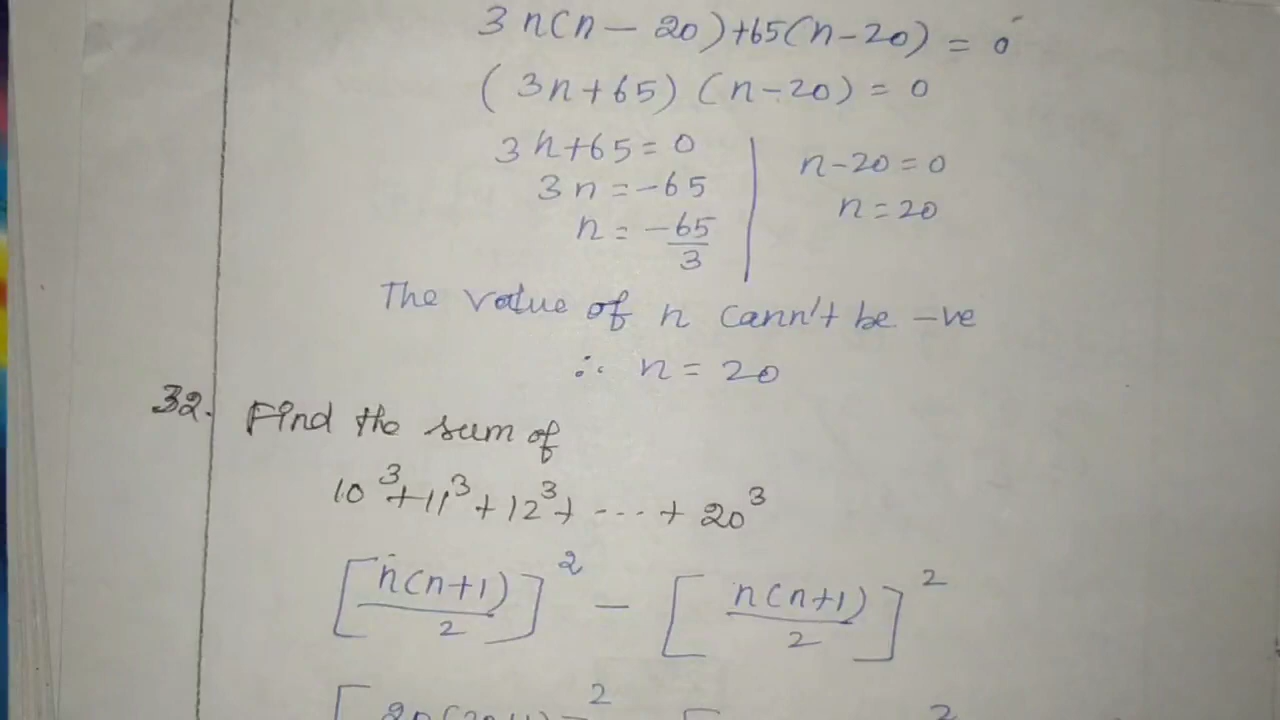 3n(n - 20) + 65(n - 20) = 0
(3n + 65) (n - 20) = 0
3n + 65 = 0
3n = -65
n = -65/3
n - 20 = 0
n = 20
The value of n cann't be -ve
∴ n = 20
32. Find the sum of
10³ + 11³ + 12³ + ... + 20³
[n(n+1)/2]² - [n(n+1)/2]²